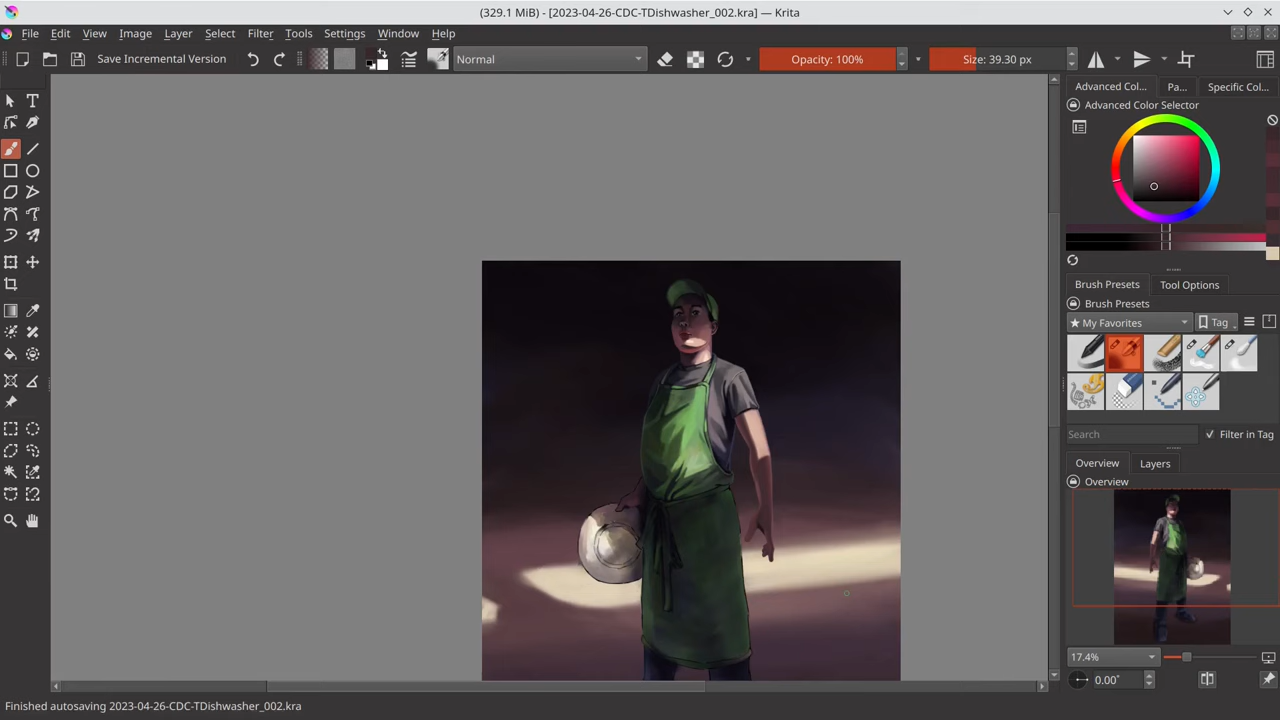 (329.1 MiB) - [2023-04-26-CDC-TDishwasher_002.kra] — Krita
File Edit View Image Layer Select Filter Tools Settings Window Help
Save Incremental Version Normal Opacity: 100% Size: 39.30 px
Advanced Col... Pa... Specific Col...
Advanced Color Selector
Brush Presets Tool Options
Brush Presets
★ My Favorites Tag
Search Filter in Tag
Overview Layers
Overview
17.4%
0.00°
Finished autosaving 2023-04-26-CDC-TDishwasher_002.kra